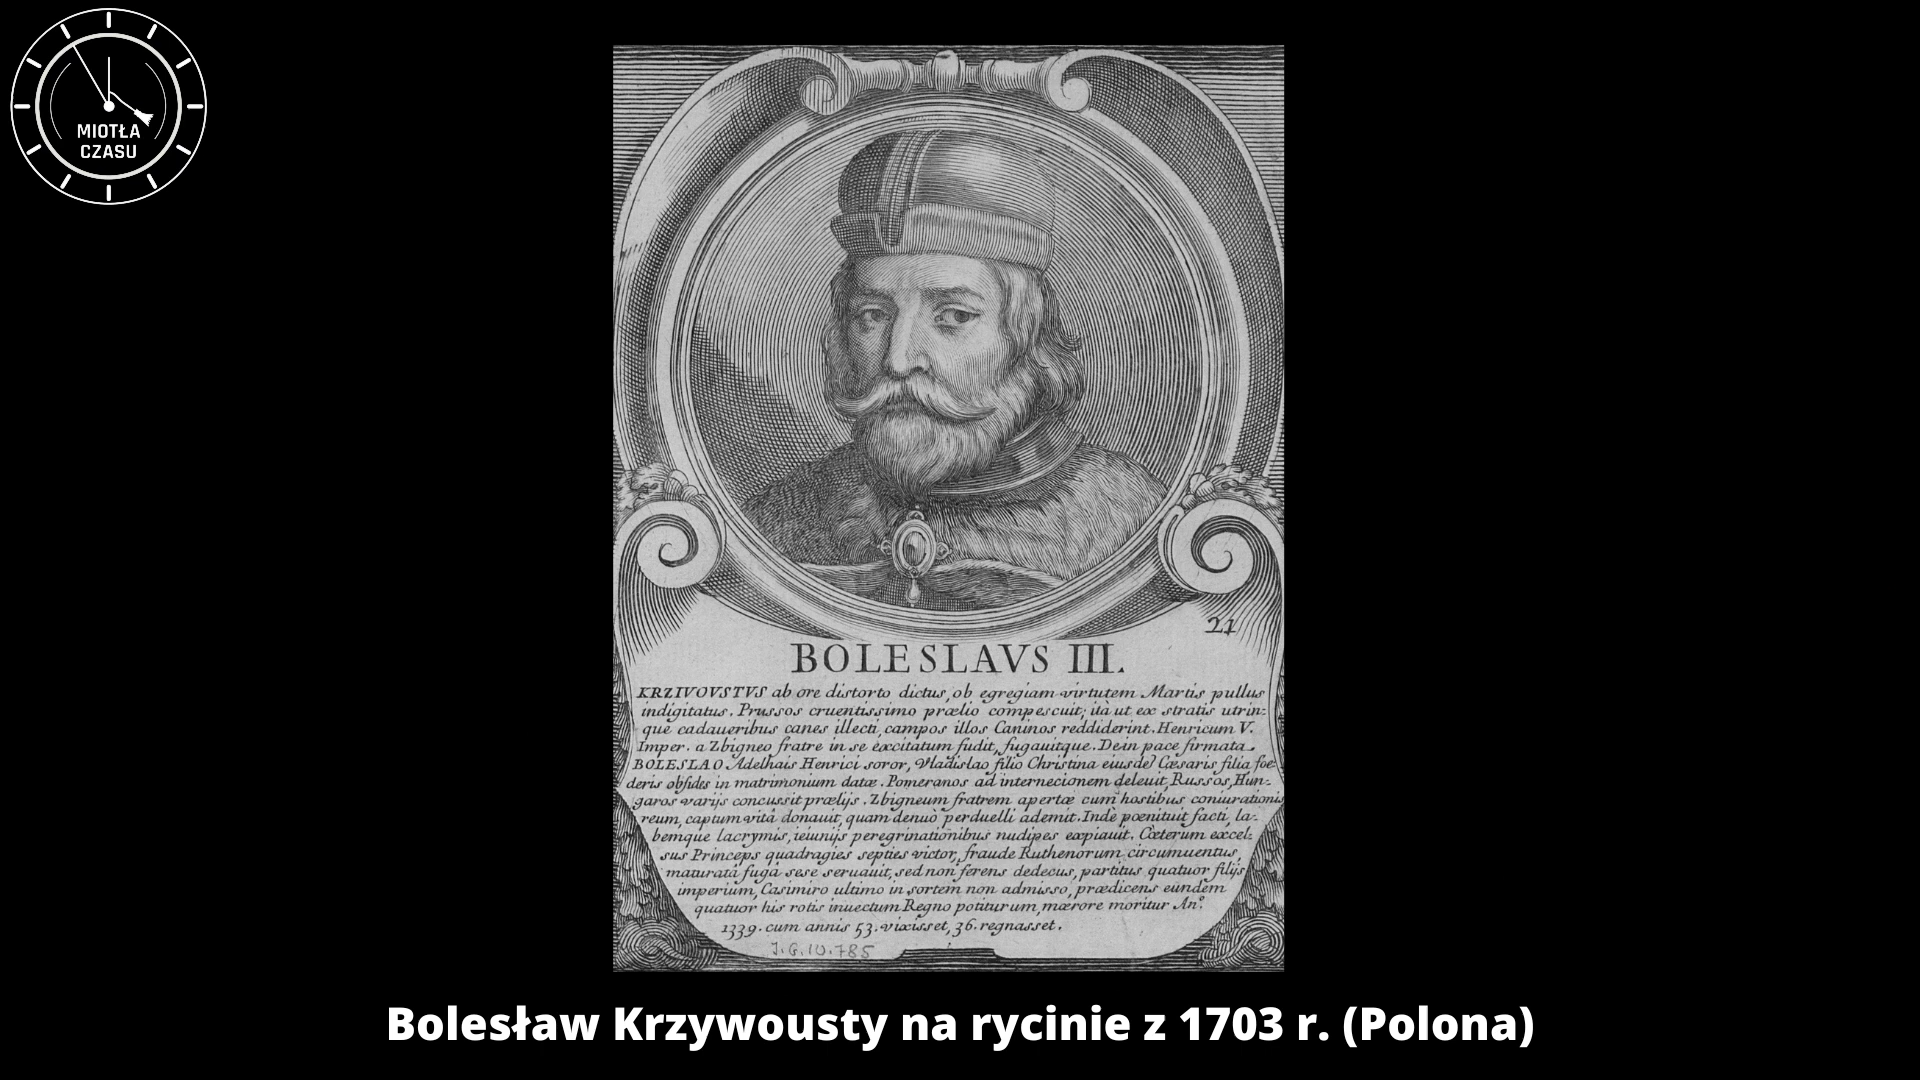 MIOTŁA
CZASU
21
BOLESLAVS III.
KRZIVOVSTVS ab ore distorto dictus, ob egregiam virtutem Martis pullus
indigitatus. Prussos cruentissimo prælio compescuit; ità ut ex stratis utrin-
que cadaueribus canes illecti, campos illos Caninos reddiderint. Henricum V.
Imper. a Zbigneo fratre in se excitatum fudit, fugauitque. Dein pace firmata
BOLESLAO Adelhais Henrici soror, Vladislao filio Christina eiusdẽ Cæsaris filia foe-
deris obsides in matrimonium datæ. Pomeranos ad internecionem deleuit, Russos, Hun-
garos varijs concussit prælijs. Zbigneum fratrem apertæ cum hostibus coniurationis
reum, captum vitâ donauit, quam denuò perduelli ademit. Indè poenituit facti, la-
bemque lacrymis, ieiunijs peregrinationibus nudipes expiauit. Cæterum excel-
sus Princeps quadragies septies victor, fraude Ruthenorum circumuentus,
maturatâ fugâ sese seruauit, sed non ferens dedecus, partitus quatuor filijs
imperium, Casimiro ultimo in sortem non admisso, prædicens eundem
quatuor his rotis inuectum Regno potiturum, mærore moritur Anº.
1339. cum annis 53. vixisset, 36. regnasset.
J.G.10.785
Bolesław Krzywousty na rycinie z 1703 r. (Polona)